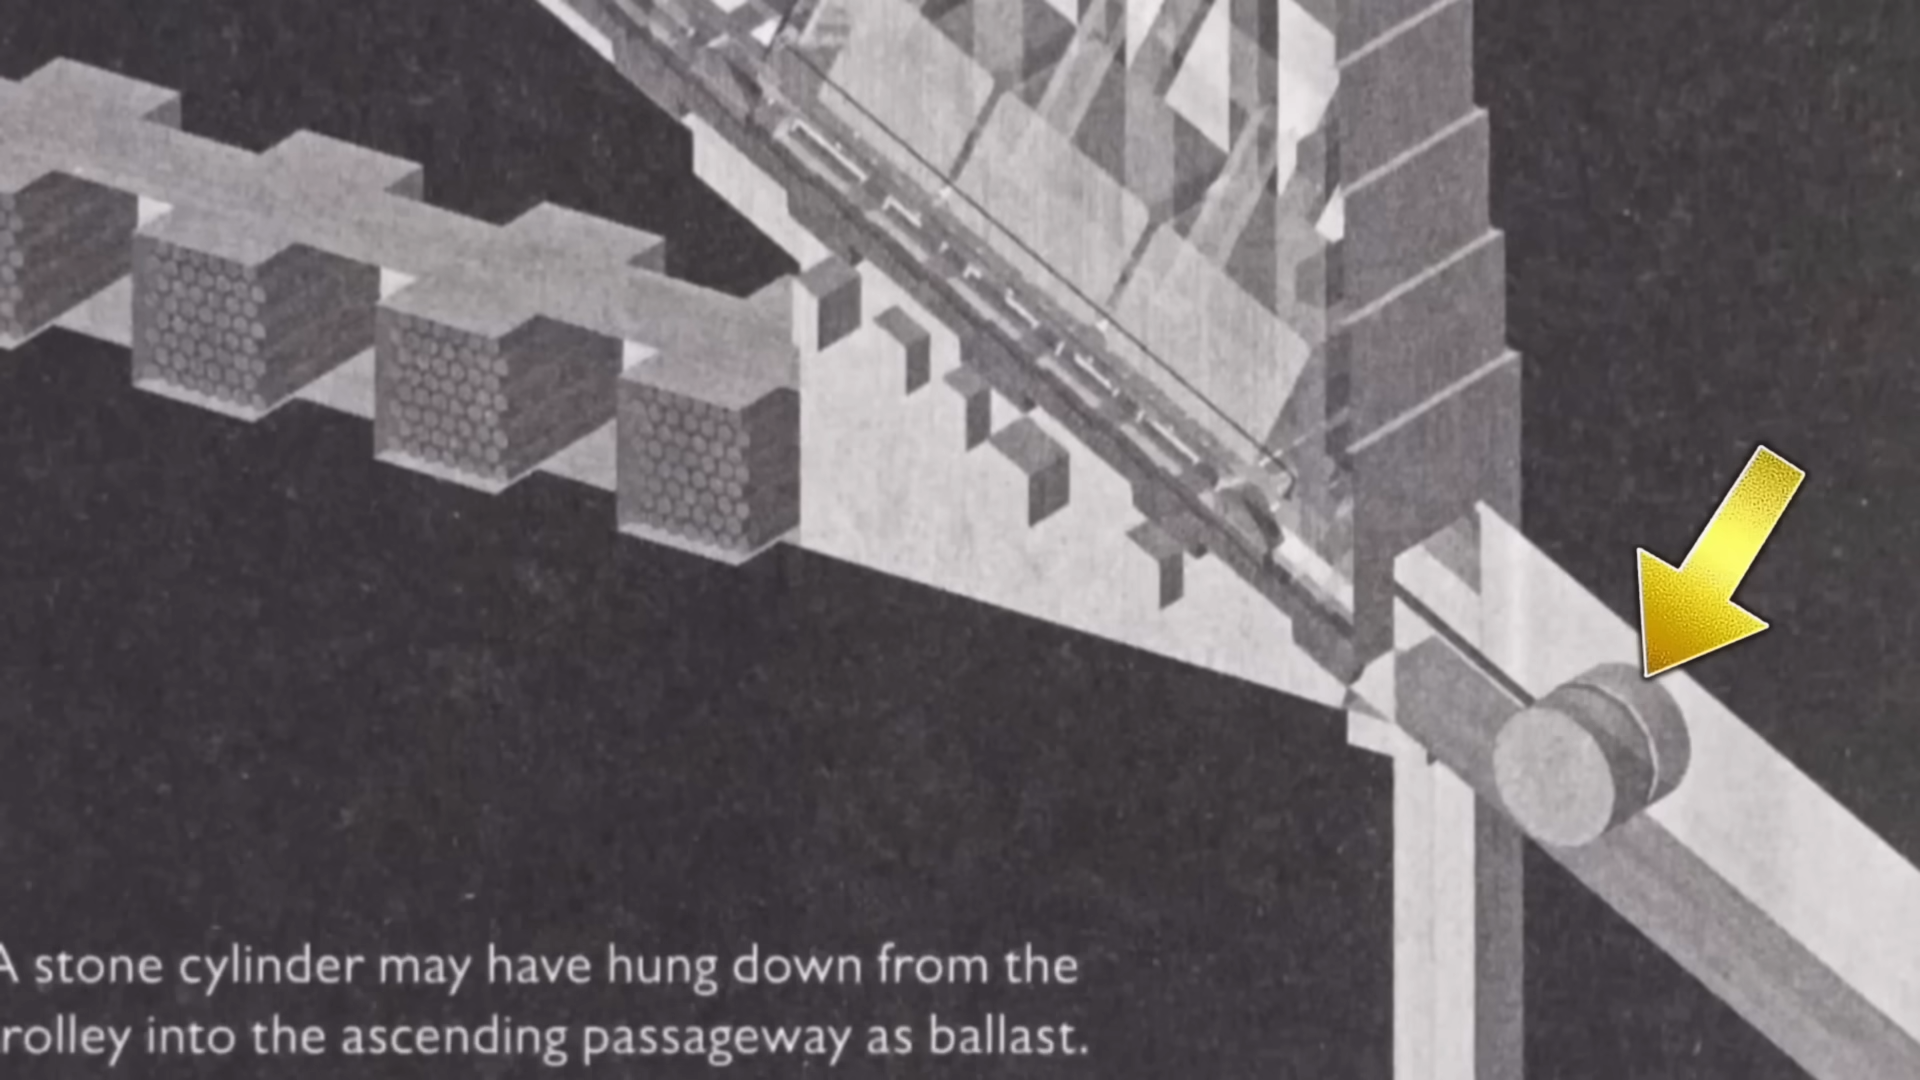 A stone cylinder may have hung down from the
rolley into the ascending passageway as ballast.